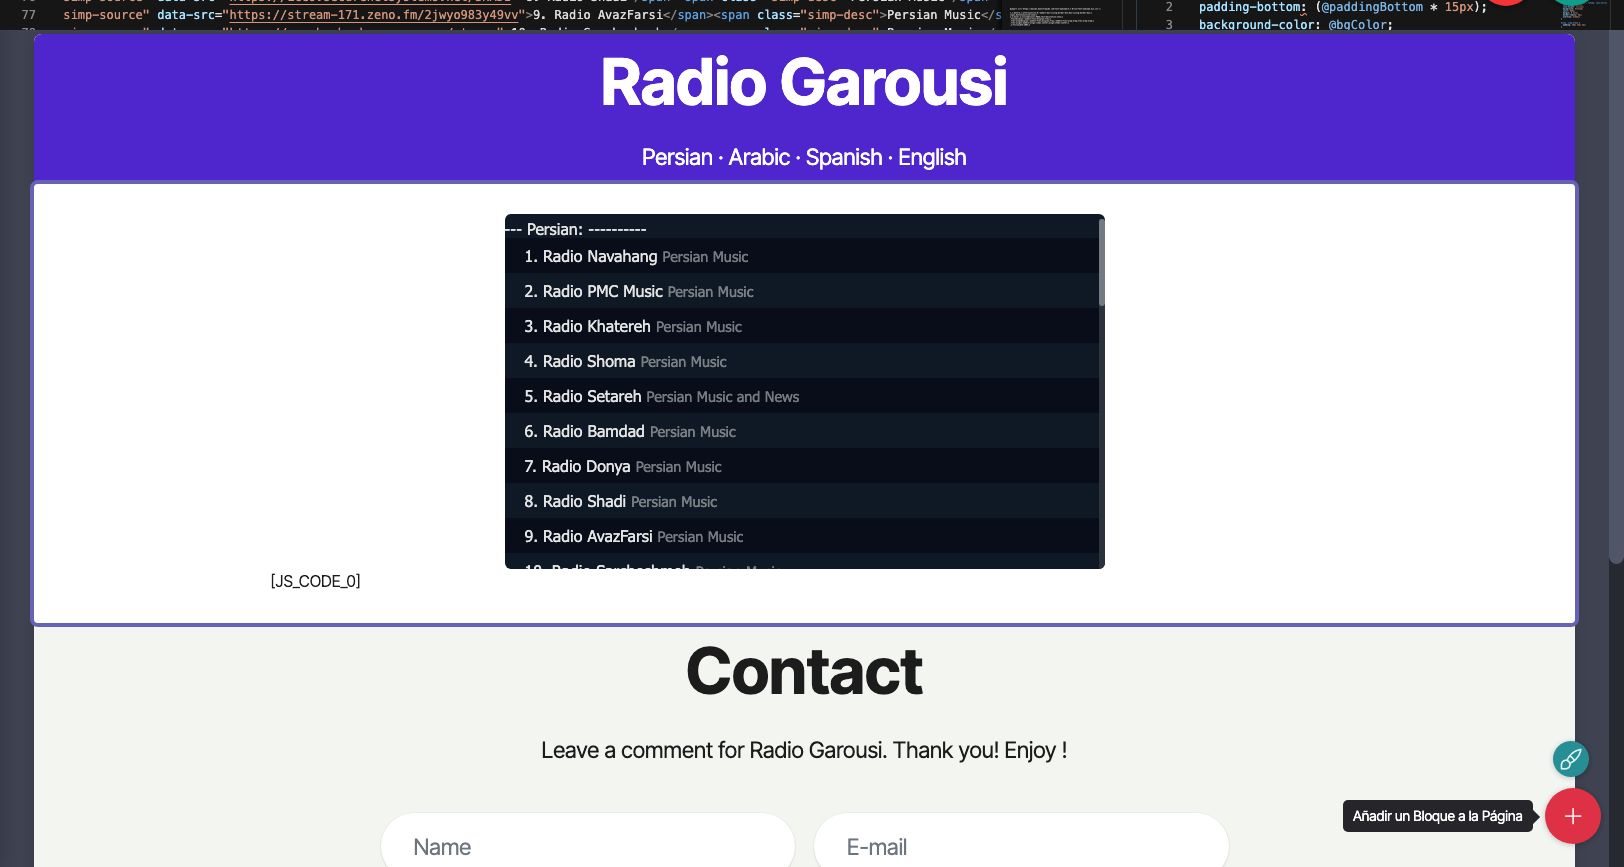 77 simp-source" data-src="https://stream-171.zeno.fm/2jwyo983y49vv">9. Radio AvazFarsi</span><span class="simp-desc">Persian Music</s
2 padding-bottom: (@paddingBottom * 15px);
3 background-color: @bgColor;
Radio Garousi
Persian · Arabic · Spanish · English
--- Persian: ----------
1. Radio Navahang Persian Music
2. Radio PMC Music Persian Music
3. Radio Khatereh Persian Music
4. Radio Shoma Persian Music
5. Radio Setareh Persian Music and News
6. Radio Bamdad Persian Music
7. Radio Donya Persian Music
8. Radio Shadi Persian Music
9. Radio AvazFarsi Persian Music
[JS_CODE_0]
Contact
Leave a comment for Radio Garousi. Thank you! Enjoy !
Añadir un Bloque a la Página
Name
E-mail